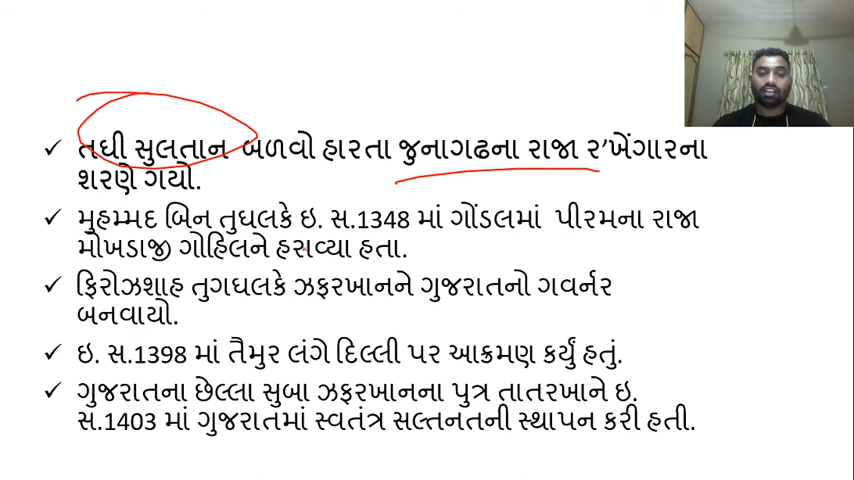 ✓ તઘી સુલતાન બળવો હારતા જુનાગઢના રાજા ર'ખેંગારના
શરણે ગયો.
✓ મુહમ્મદ બિન તુઘલકે ઇ. સ.1348 માં ગોંડલમાં પીરમના રાજા
મોખડાજી ગોહિલને હસવ્યા હતા.
✓ ફિરોઝશાહ તુગઘલકે ઝફરખાનને ગુજરાતનો ગવર્નર
બનવાયો.
✓ ઇ. સ.1398 માં તૈમુર લંગે દિલ્લી પર આક્રમણ કર્યું હતું.
✓ ગુજરાતના છેલ્લા સુબા ઝફરખાનના પુત્ર તાતરખાને ઇ.
સ.1403 માં ગુજરાતમાં સ્વતંત્ર સલ્તનતની સ્થાપન કરી હતી.